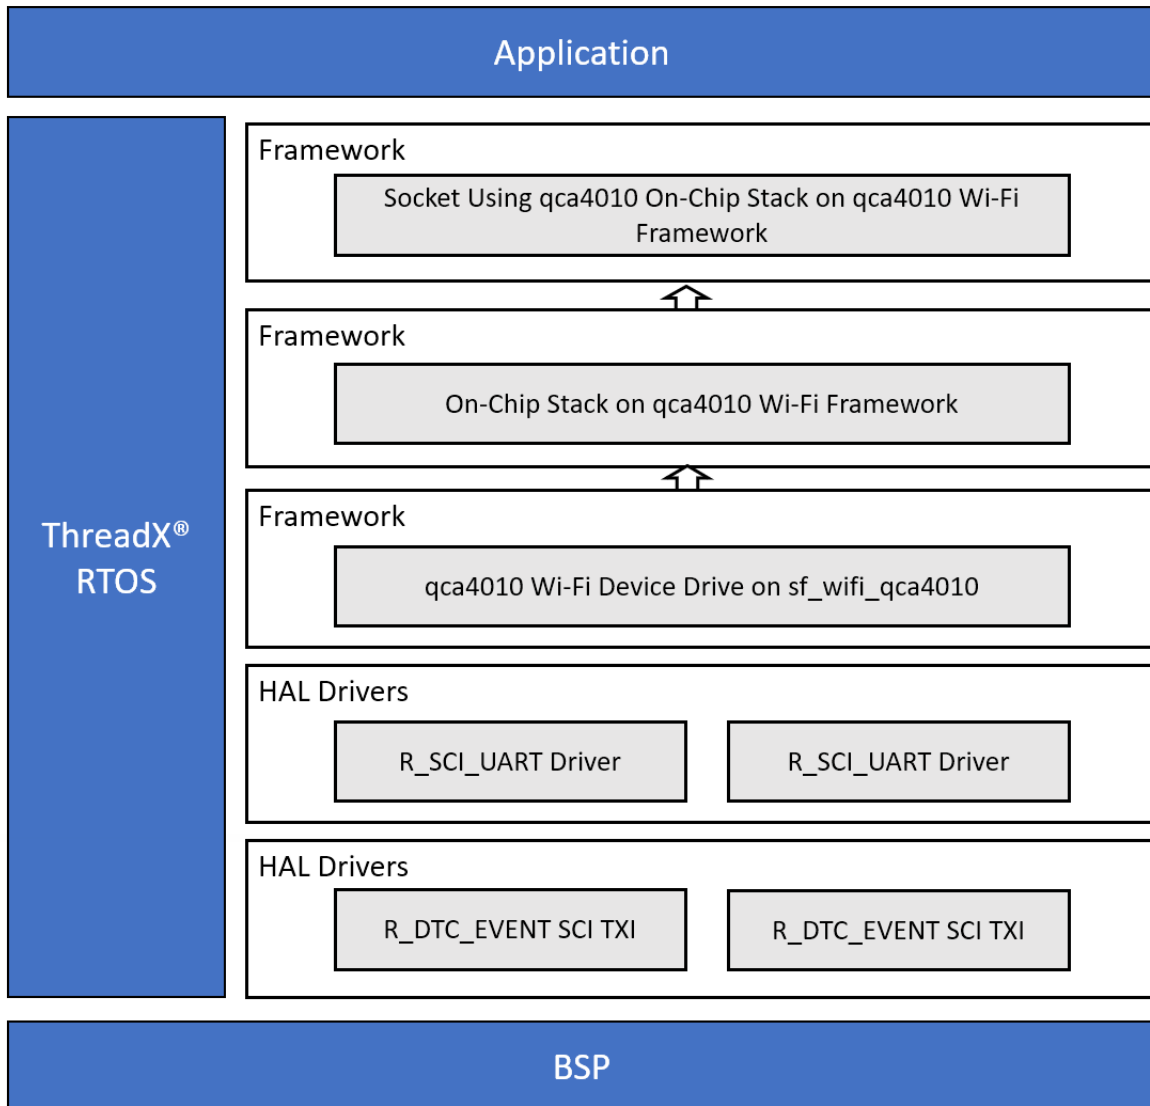 Application
ThreadX®
RTOS
Framework
Socket Using qca4010 On-Chip Stack on qca4010 Wi-Fi
Framework
Framework
On-Chip Stack on qca4010 Wi-Fi Framework
Framework
qca4010 Wi-Fi Device Drive on sf_wifi_qca4010
HAL Drivers
R_SCI_UART Driver
R_SCI_UART Driver
HAL Drivers
R_DTC_EVENT SCI TXI
R_DTC_EVENT SCI TXI
BSP